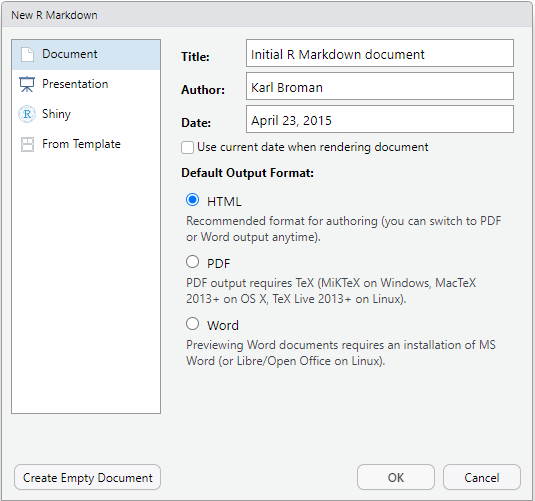 New R Markdown
Document
Presentation
Shiny
From Template
Title: Initial R Markdown document
Author: Karl Broman
Date: April 23, 2015
Use current date when rendering document
Default Output Format:
HTML
Recommended format for authoring (you can switch to PDF
or Word output anytime).
PDF
PDF output requires TeX (MiKTeX on Windows, MacTeX
2013+ on OS X, TeX Live 2013+ on Linux).
Word
Previewing Word documents requires an installation of MS
Word (or Libre/Open Office on Linux).
Create Empty Document
OK
Cancel